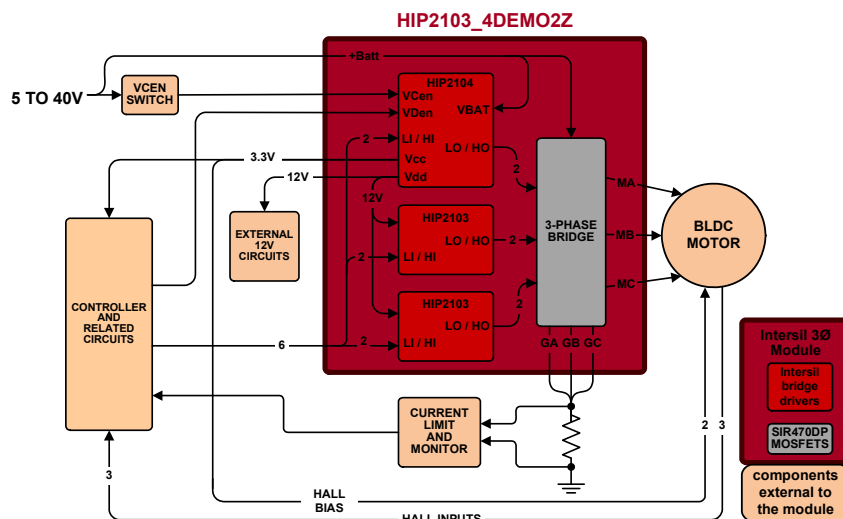 HIP2103_4DEMO2Z
+Batt
5 TO 40V
VCEN
SWITCH
HIP2104
VCen
VDen
VBAT
LI / HI
LO / HO
Vcc
Vdd
2
2
3.3V
12V
12V
EXTERNAL
12V
CIRCUITS
HIP2103
LO / HO
LI / HI
2
2
HIP2103
LO / HO
LI / HI
2
2
3-PHASE
BRIDGE
MA
MB
MC
BLDC
MOTOR
CONTROLLER
AND
RELATED
CIRCUITS
6
GA
GB
GC
CURRENT
LIMIT
AND
MONITOR
Intersil 3Ø
Module
Intersil
bridge
drivers
SIR470DP
MOSFETS
components
external to
the module
2
3
3
HALL
BIAS
HALL INPUTS